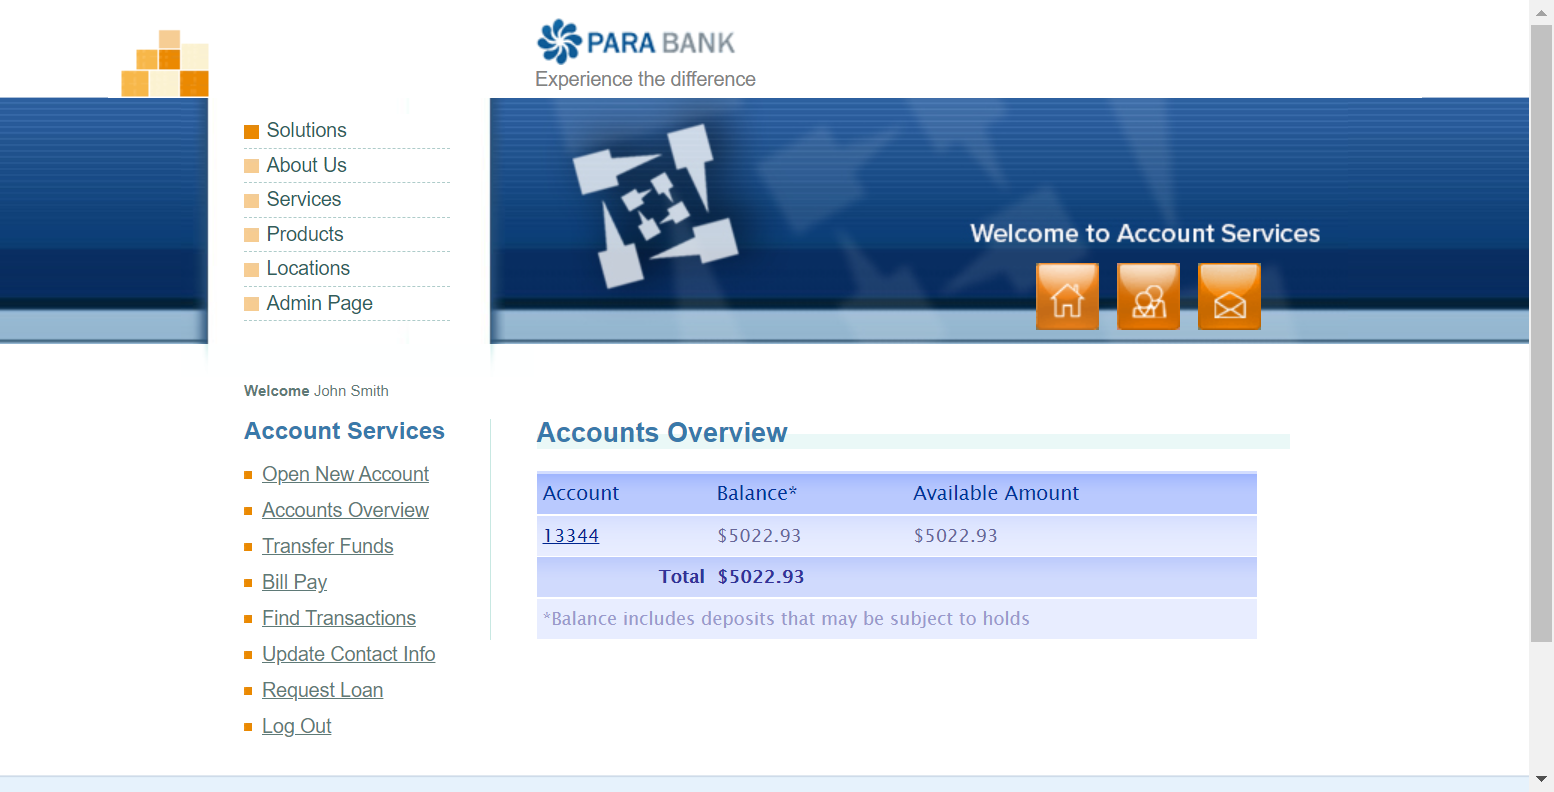 PARA BANK
Experience the difference
Solutions
About Us
Services
Products
Locations
Admin Page
Welcome to Account Services
Welcome John Smith
Account Services
Open New Account
Accounts Overview
Transfer Funds
Bill Pay
Find Transactions
Update Contact Info
Request Loan
Log Out
Accounts Overview
Account Balance* Available Amount
13344 $5022.93 $5022.93
Total $5022.93
*Balance includes deposits that may be subject to holds